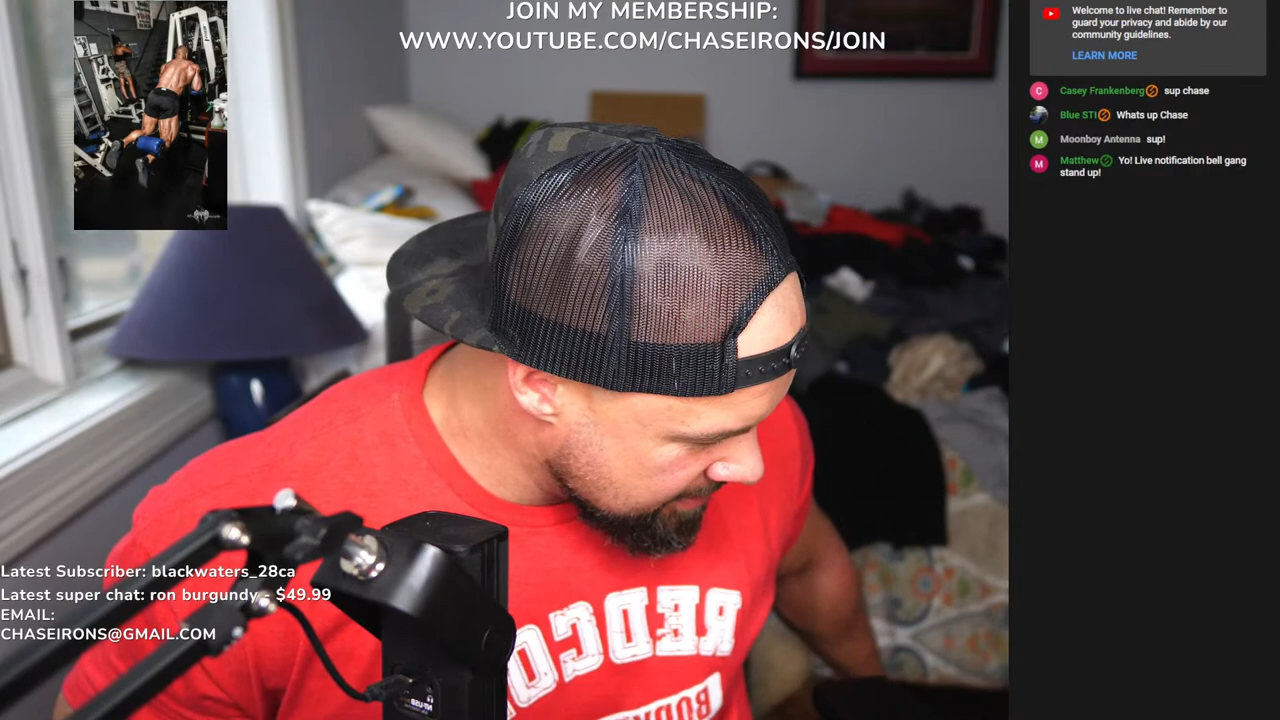 JOIN MY MEMBERSHIP:
WWW.YOUTUBE.COM/CHASEIRONS/JOIN
Welcome to live chat! Remember to
guard your privacy and abide by our
community guidelines.
LEARN MORE
C Casey Frankenberg sup chase
Blue STI Whats up Chase
M Moonboy Antenna sup!
M Matthew Yo! Live notification bell gang
stand up!
Latest Subscriber: blackwaters_28ca
Latest super chat: ron burgundy - $49.99
EMAIL:
CHASEIRONS@GMAIL.COM
REDCO
BODY
NT-USB